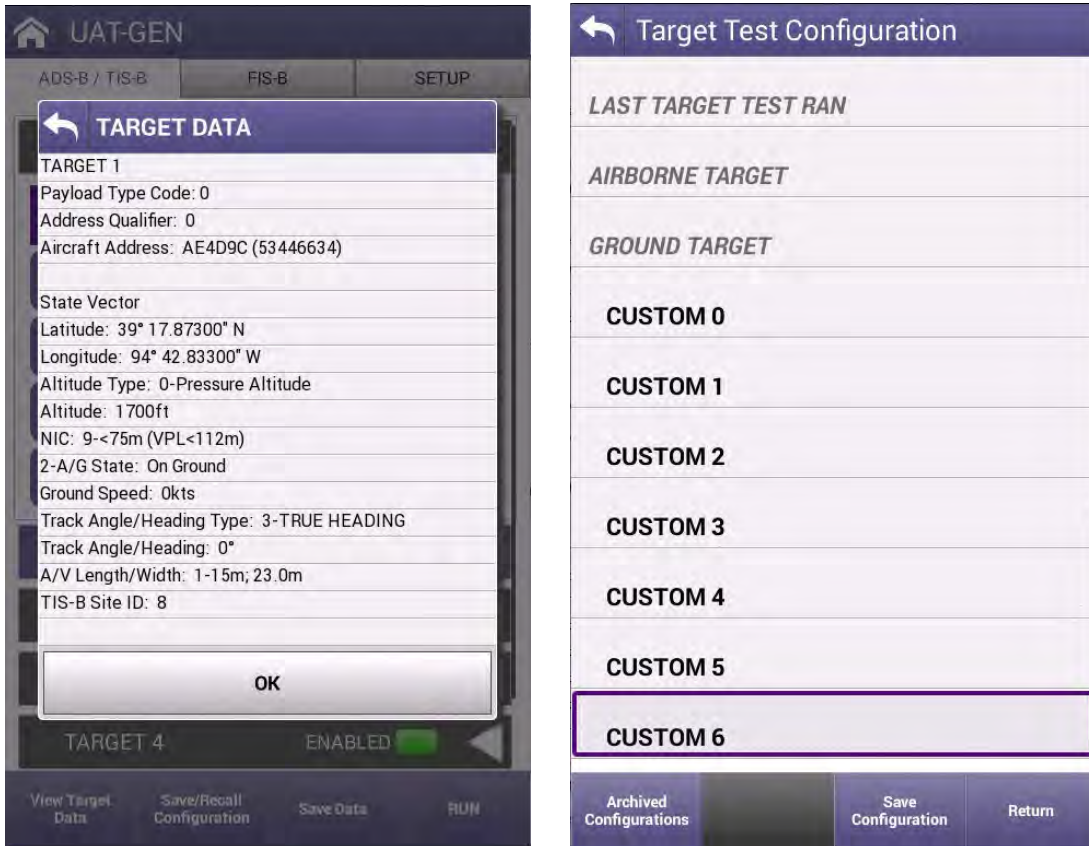 UAT-GEN
ADS-B / TIS-B FIS-B SETUP
TARGET DATA
TARGET 1
Payload Type Code: 0
Address Qualifier: 0
Aircraft Address: AE4D9C (53446634)
State Vector
Latitude: 39° 17.87300" N
Longitude: 94° 42.83300" W
Altitude Type: 0-Pressure Altitude
Altitude: 1700ft
NIC: 9-<75m (VPL<112m)
2-A/G State: On Ground
Ground Speed: 0kts
Track Angle/Heading Type: 3-TRUE HEADING
Track Angle/Heading: 0°
A/V Length/Width: 1-15m; 23.0m
TIS-B Site ID: 8
OK
TARGET 4 ENABLED
View Target Data
Save/Recall Configuration
Save Data
RUN
Target Test Configuration
LAST TARGET TEST RAN
AIRBORNE TARGET
GROUND TARGET
CUSTOM 0
CUSTOM 1
CUSTOM 2
CUSTOM 3
CUSTOM 4
CUSTOM 5
CUSTOM 6
Archived Configurations
Save Configuration
Return